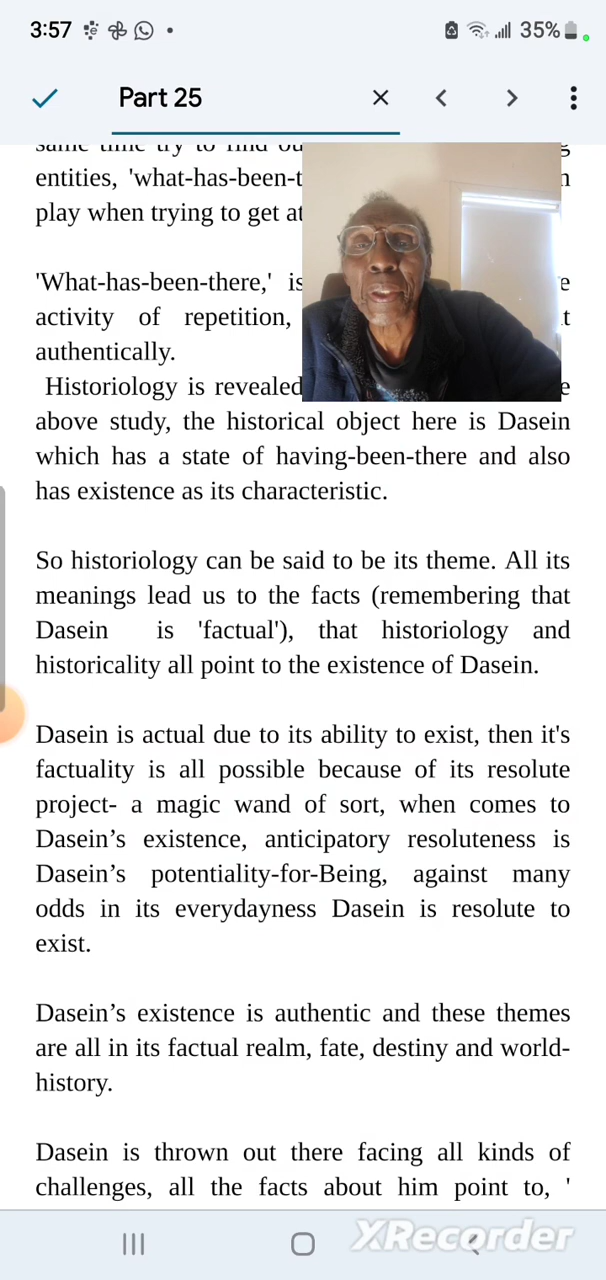 3:57
35%
Part 25
same time try to find
entities, 'what-has-been-t
play when trying to get at
'What-has-been-there,' is
activity of repetition,
authentically.
Historiology is revealed
above study, the historical object here is Dasein
which has a state of having-been-there and also
has existence as its characteristic.
So historiology can be said to be its theme. All its
meanings lead us to the facts (remembering that
Dasein is 'factual'), that historiology and
historicality all point to the existence of Dasein.
Dasein is actual due to its ability to exist, then it's
factuality is all possible because of its resolute
project- a magic wand of sort, when comes to
Dasein’s existence, anticipatory resoluteness is
Dasein’s potentiality-for-Being, against many
odds in its everydayness Dasein is resolute to
exist.
Dasein’s existence is authentic and these themes
are all in its factual realm, fate, destiny and world-
history.
Dasein is thrown out there facing all kinds of
challenges, all the facts about him point to, '
XRecorder